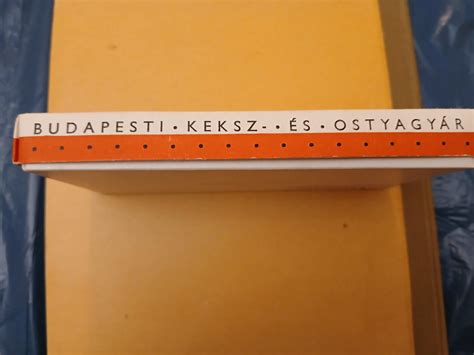 BUDAPESTI • KEKSZ- • ÉS • OSTYAGYÁR